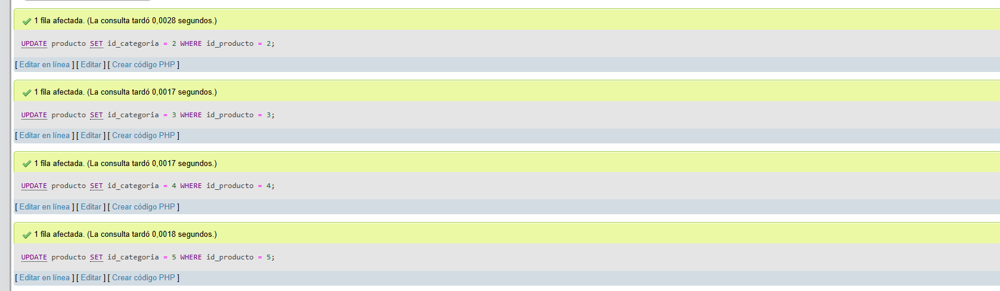 1 fila afectada. (La consulta tardó 0,0028 segundos.)
UPDATE producto SET id_categoria = 2 WHERE id_producto = 2;
[ Editar en línea ] [ Editar ] [ Crear código PHP ]
1 fila afectada. (La consulta tardó 0,0017 segundos.)
UPDATE producto SET id_categoria = 3 WHERE id_producto = 3;
[ Editar en línea ] [ Editar ] [ Crear código PHP ]
1 fila afectada. (La consulta tardó 0,0017 segundos.)
UPDATE producto SET id_categoria = 4 WHERE id_producto = 4;
[ Editar en línea ] [ Editar ] [ Crear código PHP ]
1 fila afectada. (La consulta tardó 0,0018 segundos.)
UPDATE producto SET id_categoria = 5 WHERE id_producto = 5;
[ Editar en línea ] [ Editar ] [ Crear código PHP ]